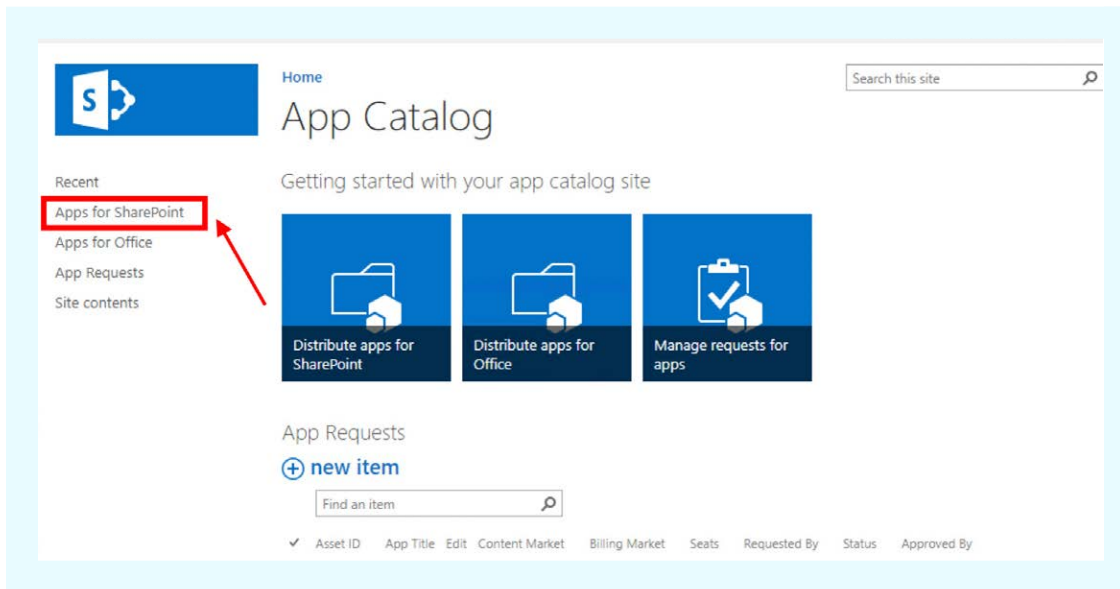 S
Home
Search this site
App Catalog
Recent
Apps for SharePoint
Apps for Office
App Requests
Site contents
Getting started with your app catalog site
Distribute apps for
SharePoint
Distribute apps for
Office
Manage requests for
apps
App Requests
new item
Find an item
Asset ID App Title Edit Content Market Billing Market Seats Requested By Status Approved By